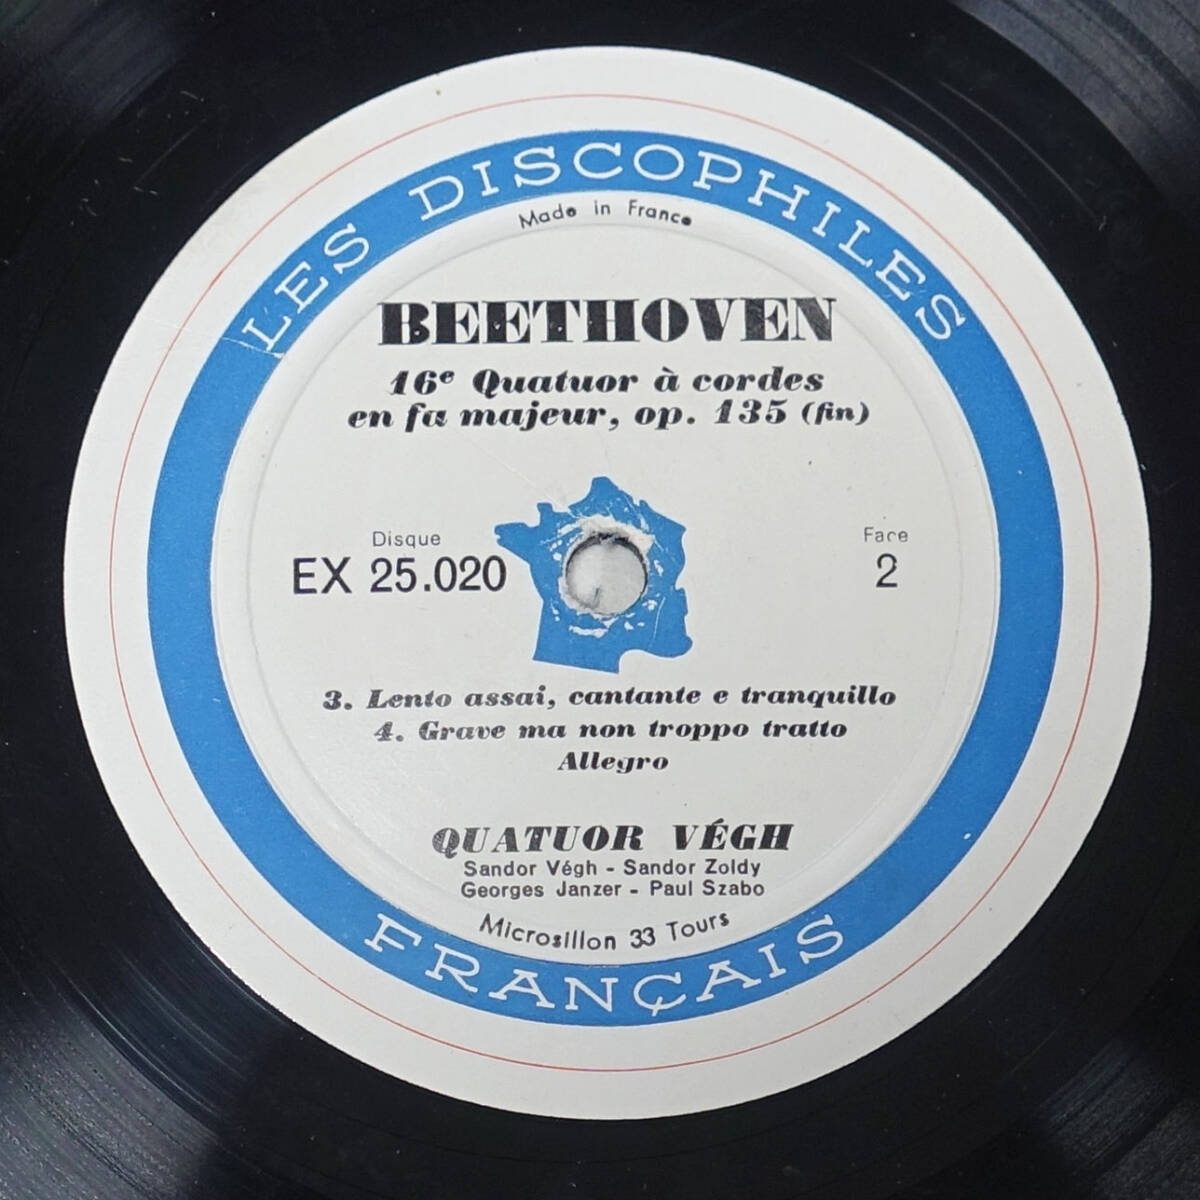 LES DISCOPHILES
Made in France
BEETHOVEN
16e Quatuor à cordes
en fa majeur, op. 135 (fin)
Disque
EX 25.020
Face
2
3. Lento assai, cantante e tranquillo
4. Grave ma non troppo tratto
Allegro
QUATUOR VÉGH
Sandor Végh - Sandor Zoldy
Georges Janzer - Paul Szabo
Microsillon 33 Tours
FRANÇAIS